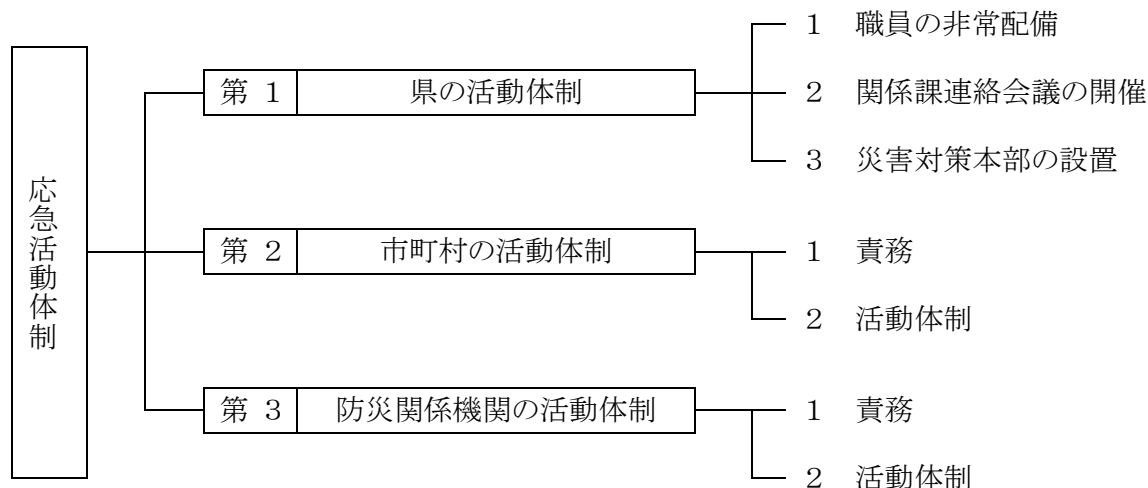 応急活動体制
第 1 県の活動体制
1 職員の非常配備
2 関係課連絡会議の開催
3 災害対策本部の設置
第 2 市町村の活動体制
1 責務
2 活動体制
第 3 防災関係機関の活動体制
1 責務
2 活動体制